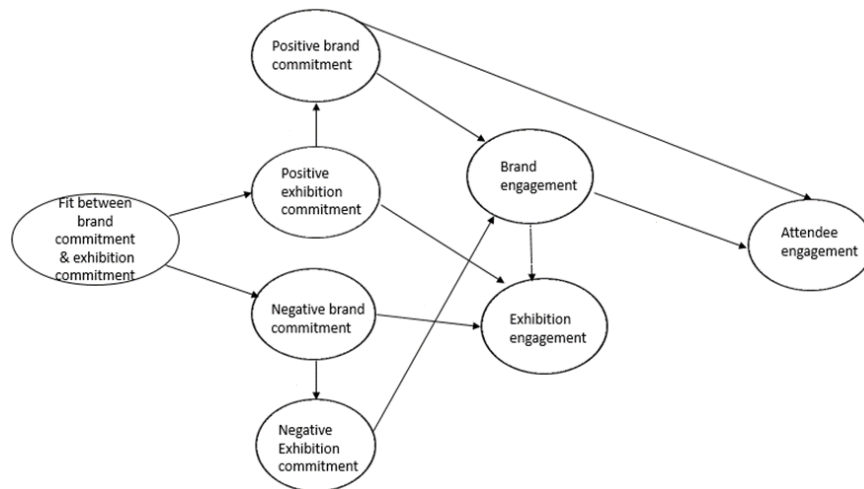 Positive brand
commitment
Positive
exhibition
commitment
Brand
engagement
Fit between
brand
commitment
& exhibition
commitment
Attendee
engagement
Negative brand
commitment
Exhibition
engagement
Negative
Exhibition
commitment